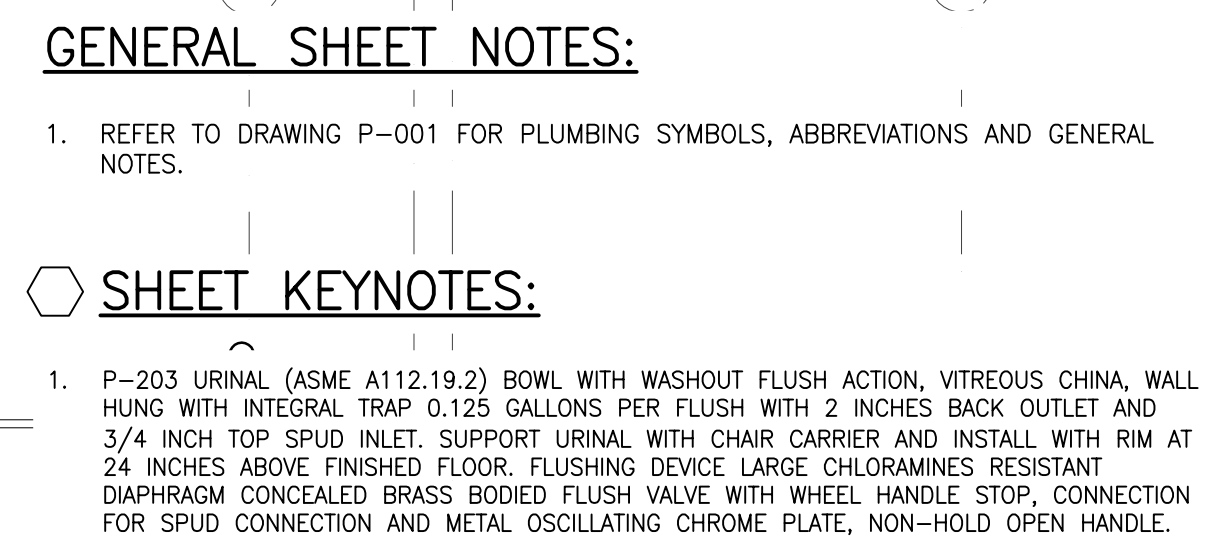 GENERAL SHEET NOTES:
1. REFER TO DRAWING P-001 FOR PLUMBING SYMBOLS, ABBREVIATIONS AND GENERAL
NOTES.
SHEET KEYNOTES:
1. P-203 URINAL (ASME A112.19.2) BOWL WITH WASHOUT FLUSH ACTION, VITREOUS CHINA, WALL
HUNG WITH INTEGRAL TRAP 0.125 GALLONS PER FLUSH WITH 2 INCHES BACK OUTLET AND
3/4 INCH TOP SPUD INLET. SUPPORT URINAL WITH CHAIR CARRIER AND INSTALL WITH RIM AT
24 INCHES ABOVE FINISHED FLOOR. FLUSHING DEVICE LARGE CHLORAMINES RESISTANT
DIAPHRAGM CONCEALED BRASS BODIED FLUSH VALVE WITH WHEEL HANDLE STOP, CONNECTION
FOR SPUD CONNECTION AND METAL OSCILLATING CHROME PLATE, NON-HOLD OPEN HANDLE.